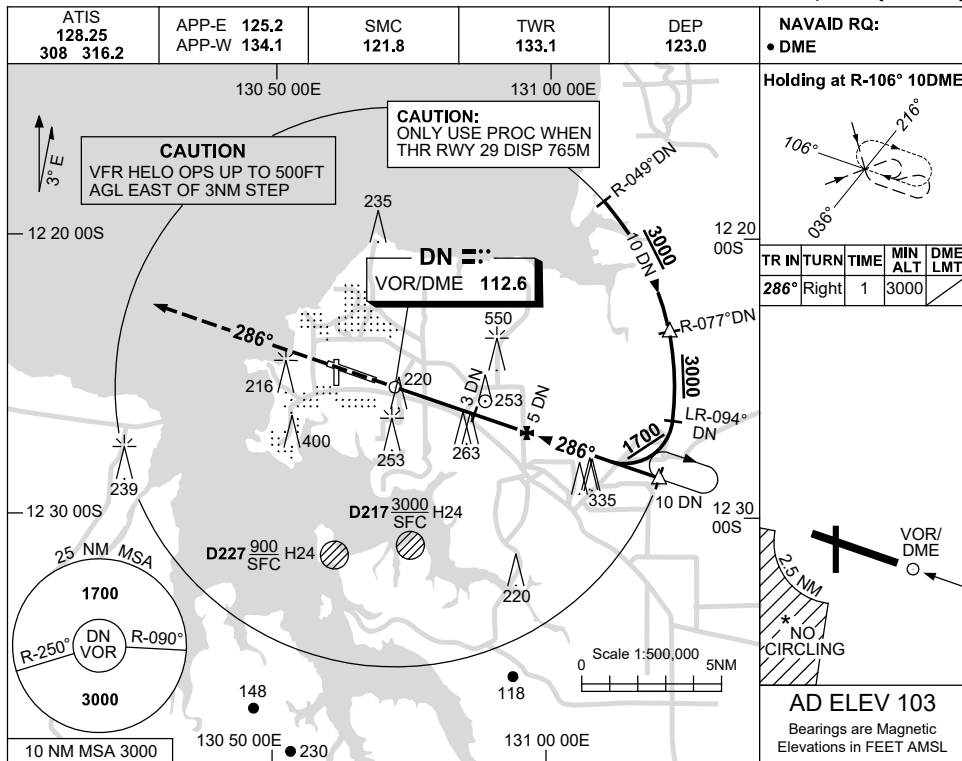 ATIS
128.25
308 316.2
APP-E 125.2
APP-W 134.1
SMC
121.8
TWR
133.1
DEP
123.0
NAVAID RQ:
• DME
130 50 00E
131 00 00E
Holding at R-106° 10DME
216°
106°
036°
3° E
CAUTION
VFR HELO OPS UP TO 500FT
AGL EAST OF 3NM STEP
CAUTION:
ONLY USE PROC WHEN
THR RWY 29 DISP 765M
R-049°DN
12 20 00S
235
3000
10 DN
12 20
00S
DN
VOR/DME 112.6
TR IN
TURN
TIME
MIN
ALT
DME
LMT
286°
Right
1
3000
286°
550
R-077°DN
216
220
3 DN
253
5 DN
3000
LR-094°
DN
400
253
263
286°
1700
239
335
10 DN
12 30 00S
D217 3000
SFC
H24
12 30
00S
D227 900
SFC
H24
220
VOR/
DME
2.5 NM
* NO
CIRCLING
25 NM MSA
1700
DN
VOR
R-250°
R-090°
3000
10 NM MSA 3000
Scale 1:500,000
0
5NM
148
118
130 50 00E
230
131 00 00E
AD ELEV 103
Bearings are Magnetic
Elevations in FEET AMSL